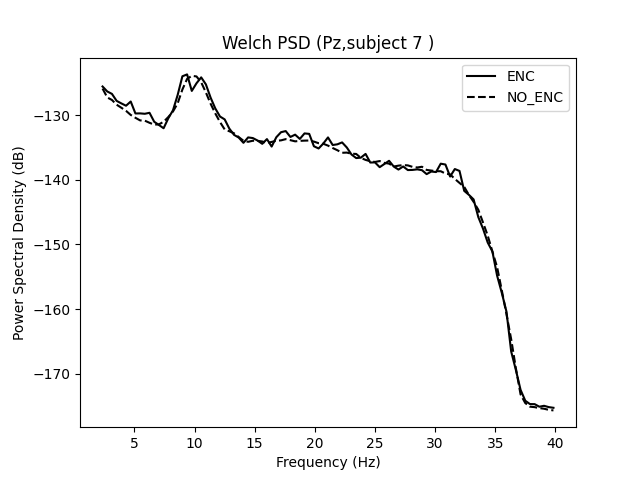 Welch PSD (Pz,subject 7 )
ENC
NO_ENC
Power Spectral Density (dB)
−130
−140
−150
−160
−170
5 10 15 20 25 30 35 40
Frequency (Hz)